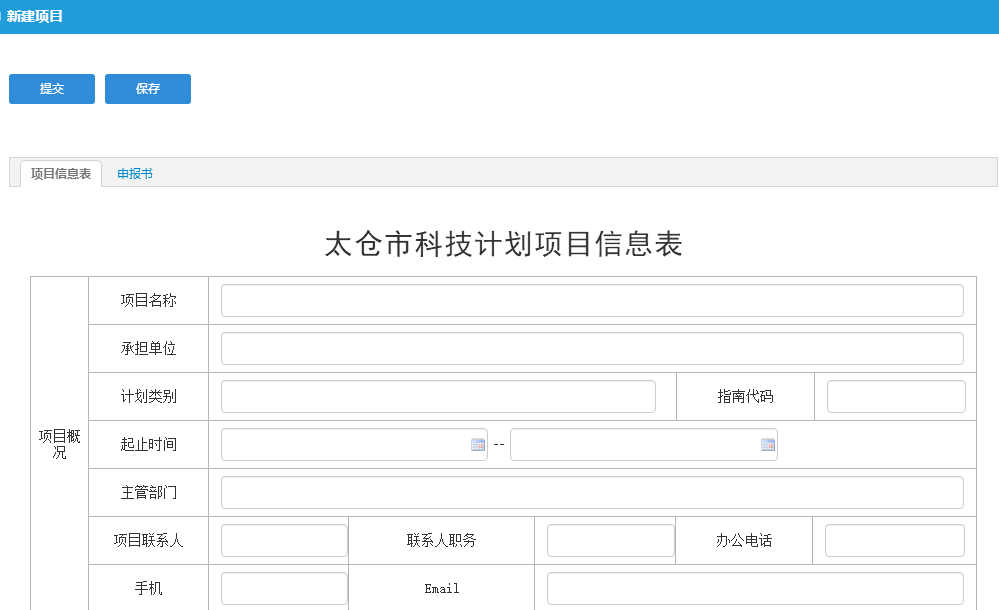 新建项目
提交 保存
项目信息表 申报书
太仓市科技计划项目信息表
项目名称
承担单位
计划类别 指南代码
项目概
况
起止时间 --
主管部门
项目联系人 联系人职务 办公电话
手机 Email